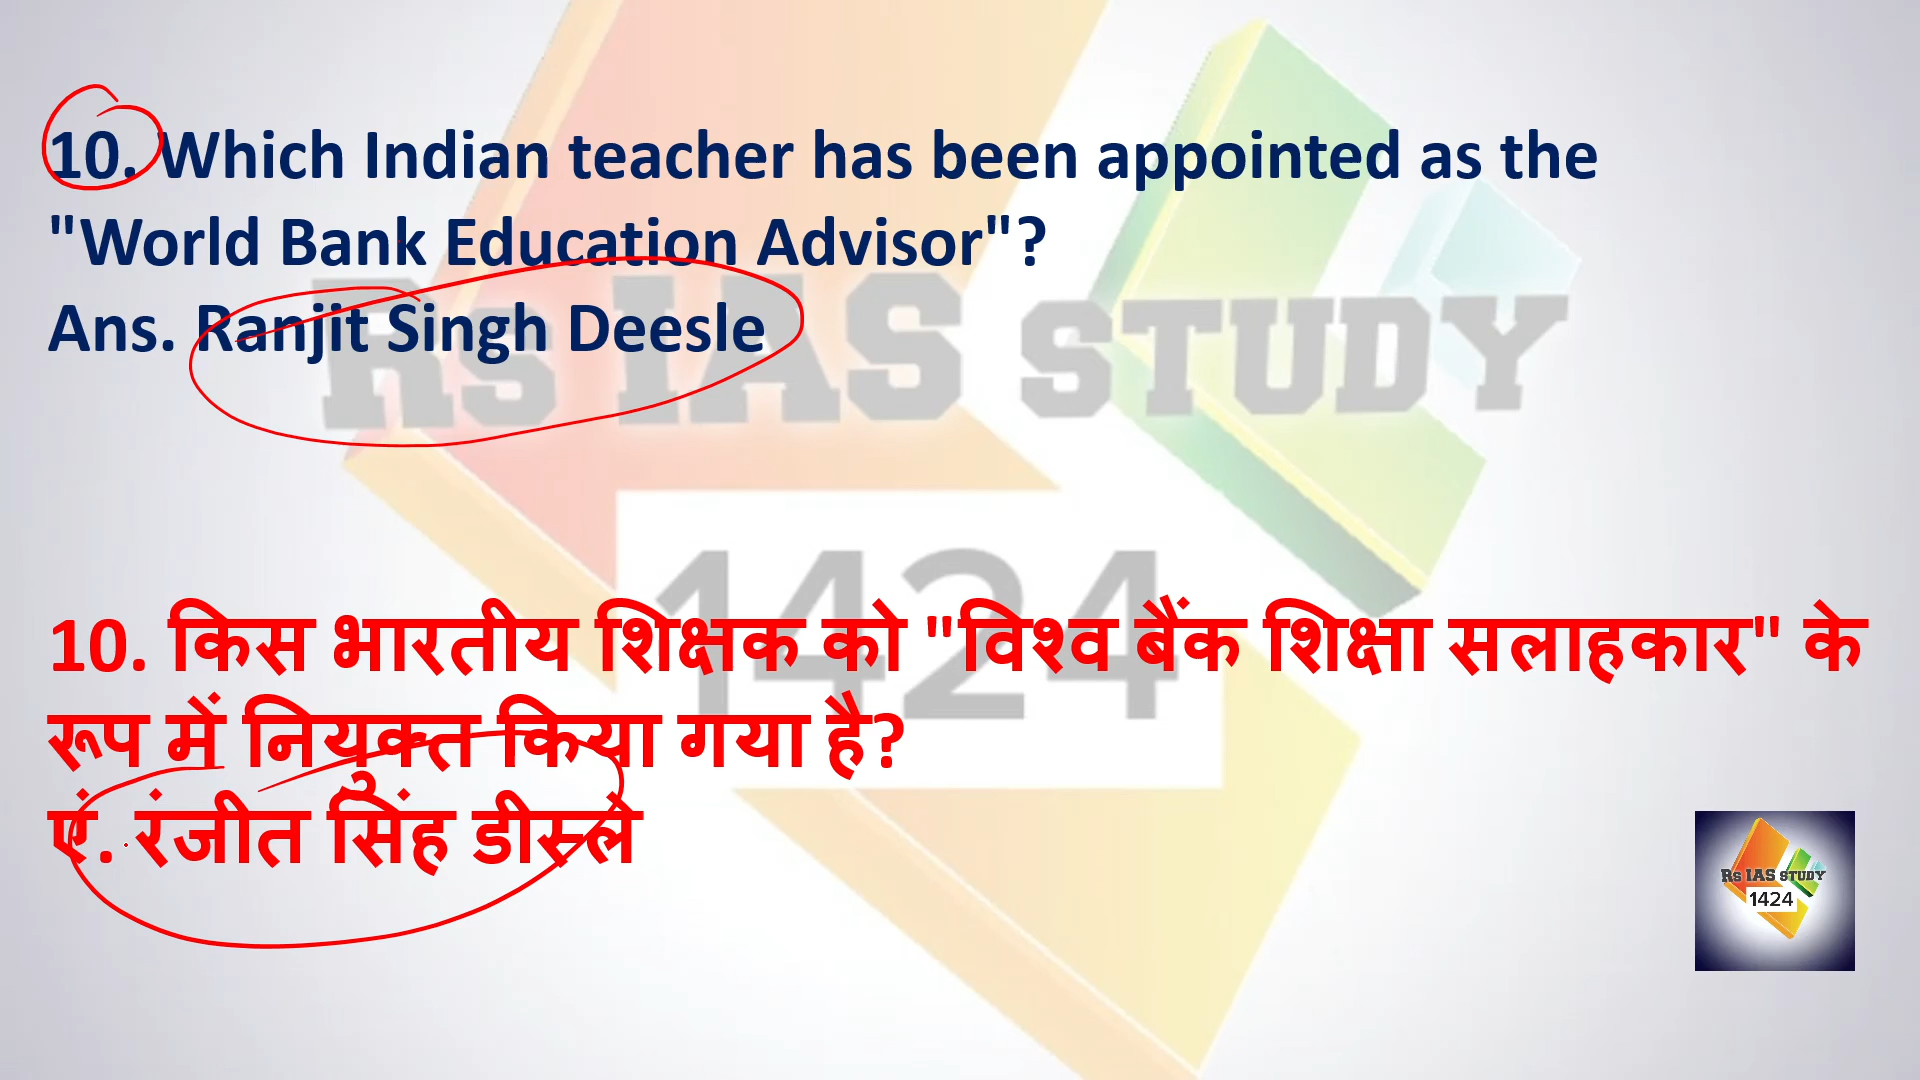 10. Which Indian teacher has been appointed as the
"World Bank Education Advisor"?
Ans. Ranjit Singh Deesle
Rs IAS STUDY
1424
10. किस भारतीय शिक्षक को "विश्व बैंक शिक्षा सलाहकार" के
रूप में नियुक्त किया गया है?
एं. रंजीत सिंह डीस्ले
Rs IAS STUDY
1424